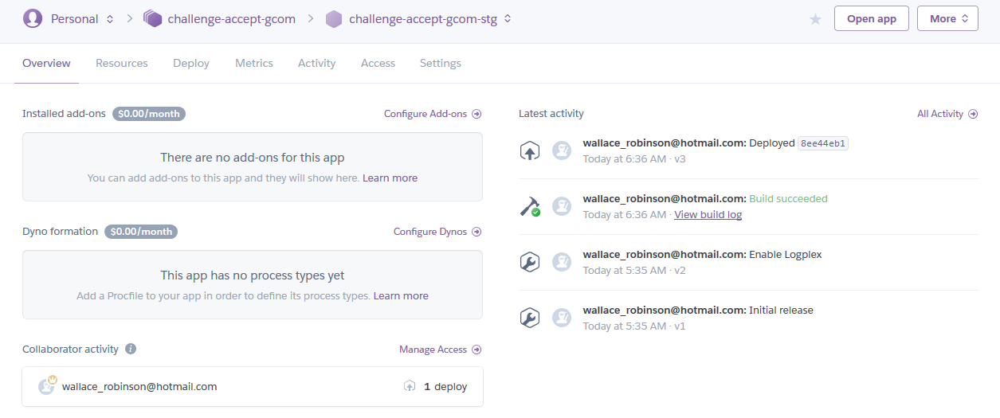 Personal challenge-accept-gcom challenge-accept-gcom-stg Open app More
Overview Resources Deploy Metrics Activity Access Settings
Installed add-ons $0.00/month Configure Add-ons
There are no add-ons for this app
You can add add-ons to this app and they will show here. Learn more
Dyno formation $0.00/month Configure Dynos
This app has no process types yet
Add a Procfile to your app in order to define its process types. Learn more
Collaborator activity Manage Access
wallace_robinson@hotmail.com 1 deploy
Latest activity All Activity
wallace_robinson@hotmail.com: Deployed 8ee44eb1
Today at 6:36 AM · v3
wallace_robinson@hotmail.com: Build succeeded
Today at 6:36 AM · View build log
wallace_robinson@hotmail.com: Enable Logplex
Today at 5:35 AM · v2
wallace_robinson@hotmail.com: Initial release
Today at 5:35 AM · v1